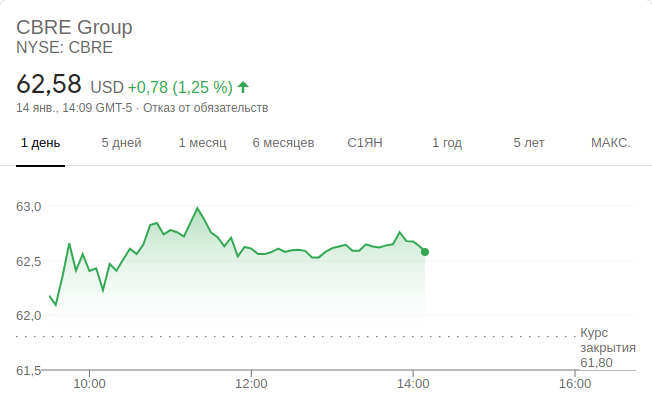 CBRE Group
NYSE: CBRE
62,58 USD +0,78 (1,25 %)
14 янв., 14:09 GMT-5 · Отказ от обязательств
1 день 5 дней 1 месяц 6 месяцев С1ЯН 1 год 5 лет МАКС.
63,0
62,5
62,0
Курс
закрытия
61,80
61,5
10:00 12:00 14:00 16:00